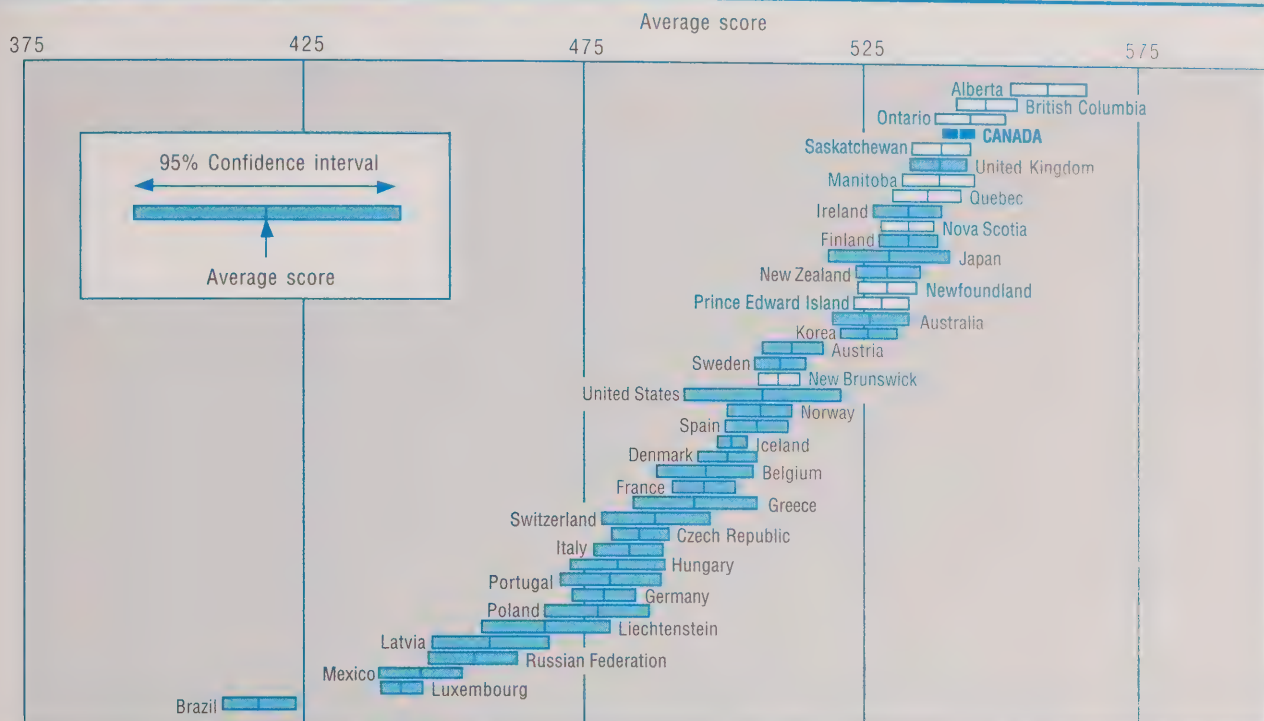 Average score
375 425 475 525 575
Alberta
British Columbia
Ontario
CANADA
95% Confidence interval
Saskatchewan
United Kingdom
Manitoba
Quebec
Ireland
Nova Scotia
Finland
Japan
Average score
New Zealand
Newfoundland
Prince Edward Island
Australia
Korea
Austria
Sweden
New Brunswick
United States
Norway
Spain
Iceland
Denmark
Belgium
France
Greece
Switzerland
Czech Republic
Italy
Hungary
Portugal
Germany
Poland
Liechtenstein
Latvia
Russian Federation
Mexico
Luxembourg
Brazil